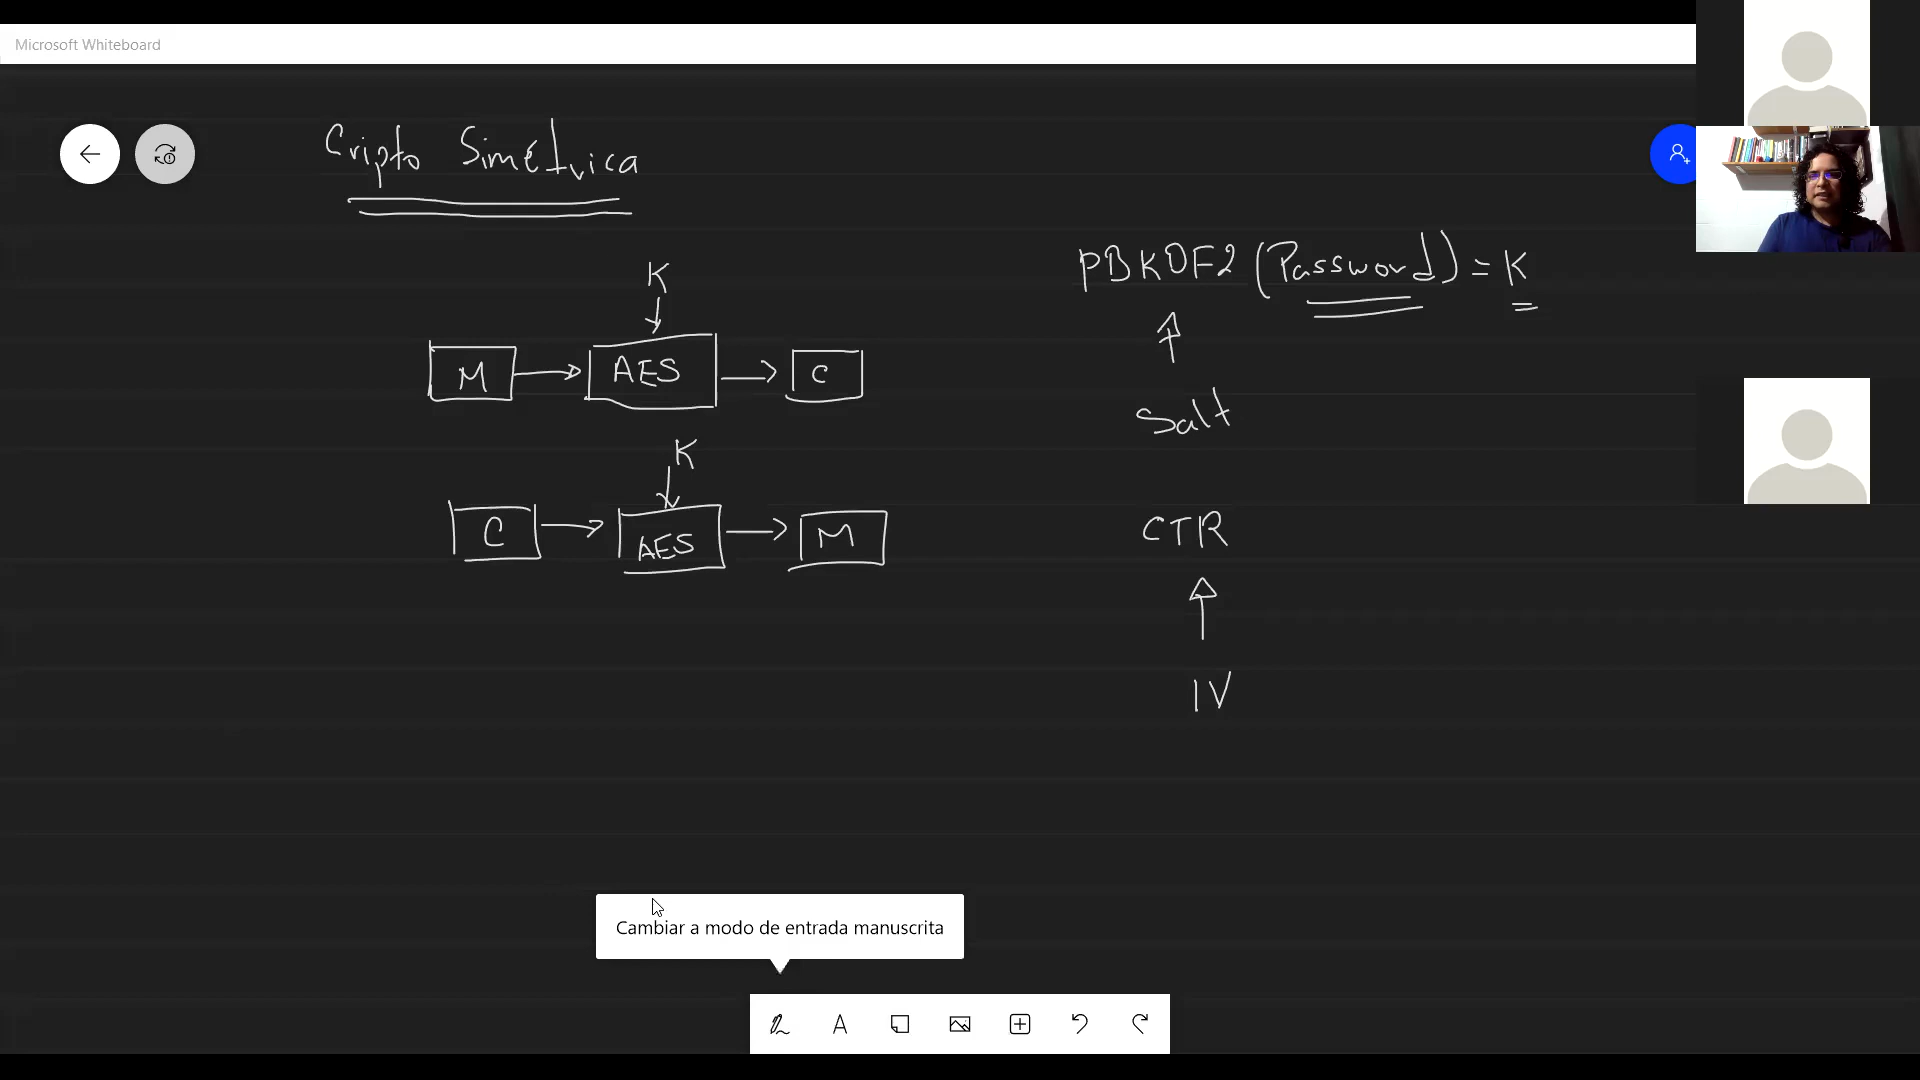 Microsoft Whiteboard
Cripto Simétrica
K
M AES C
K
C AES M
PBKDF2 (Password) = K
Salt
CTR
IV
Cambiar a modo de entrada manuscrita
A